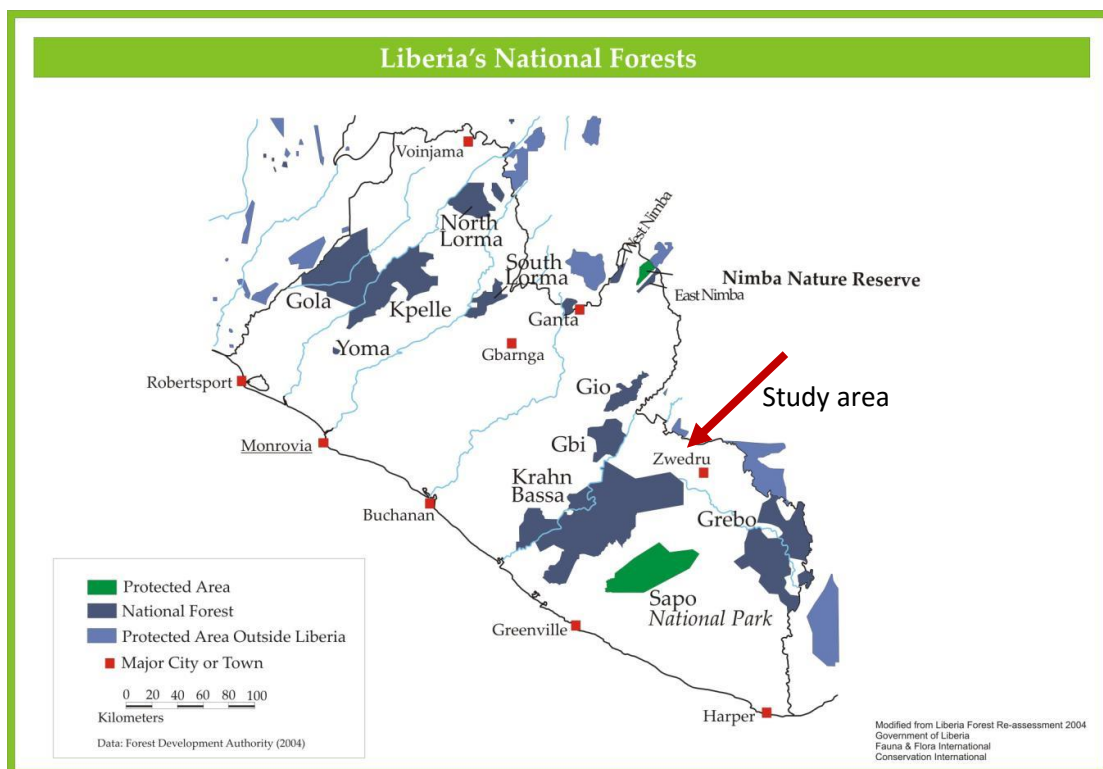 Liberia's National Forests
Voinjama
North
Lorma
West Nimba
South
Lorma
Nimba Nature Reserve
East Nimba
Gola
Kpelle
Ganta
Yoma
Gbarnga
Robertsport
Gio
Study area
Monrovia
Gbi
Zwedru
Krahn
Bassa
Buchanan
Grebo
Protected Area
National Forest
Protected Area Outside Liberia
Major City or Town
0 20 40 60 80 100
Kilometers
Data: Forest Development Authority (2004)
Sapo
National Park
Greenville
Harper
Modified from Liberia Forest Re-assessment 2004
Government of Liberia
Fauna & Flora International
Conservation International